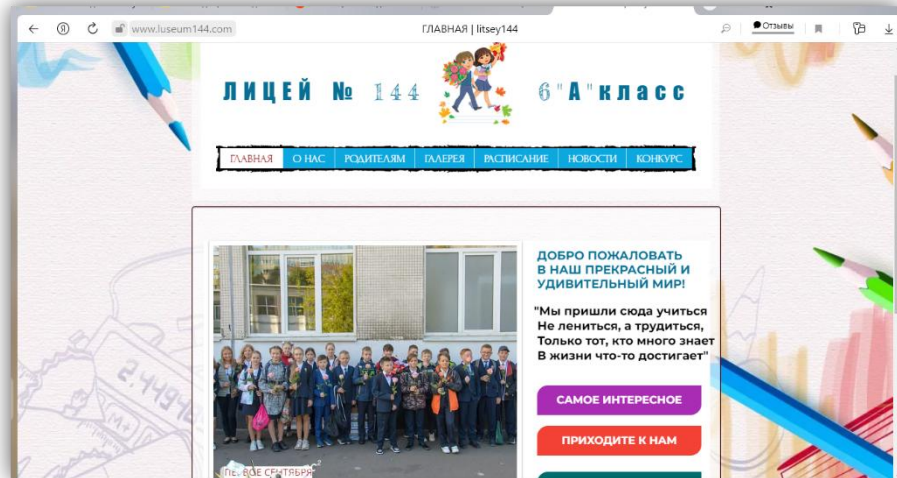 www.luseum144.com
ГЛАВНАЯ | litsey144
Отзывы
ЛИЦЕЙ № 144
6"А"класс
ГЛАВНАЯ
О НАС
РОДИТЕЛЯМ
ГАЛЕРЕЯ
РАСПИСАНИЕ
НОВОСТИ
КОНКУРС
ДОБРО ПОЖАЛОВАТЬ
В НАШ ПРЕКРАСНЫЙ И
УДИВИТЕЛЬНЫЙ МИР!
"Мы пришли сюда учиться
Не лениться, а трудиться,
Только тот, кто много знает
В жизни что-то достигает"
САМОЕ ИНТЕРЕСНОЕ
ПРИХОДИТЕ К НАМ
ПЕРВОЕ СЕНТЯБРЯ